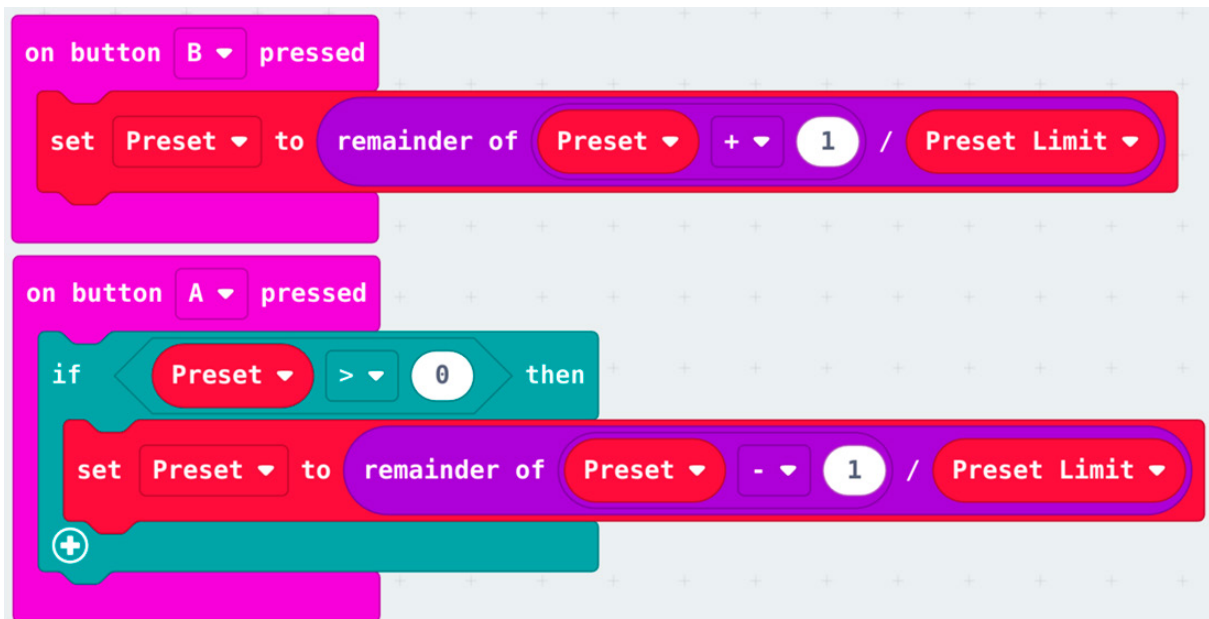 on button B pressed
set Preset to remainder of Preset + 1 / Preset Limit
on button A pressed
if Preset > 0 then
set Preset to remainder of Preset - 1 / Preset Limit